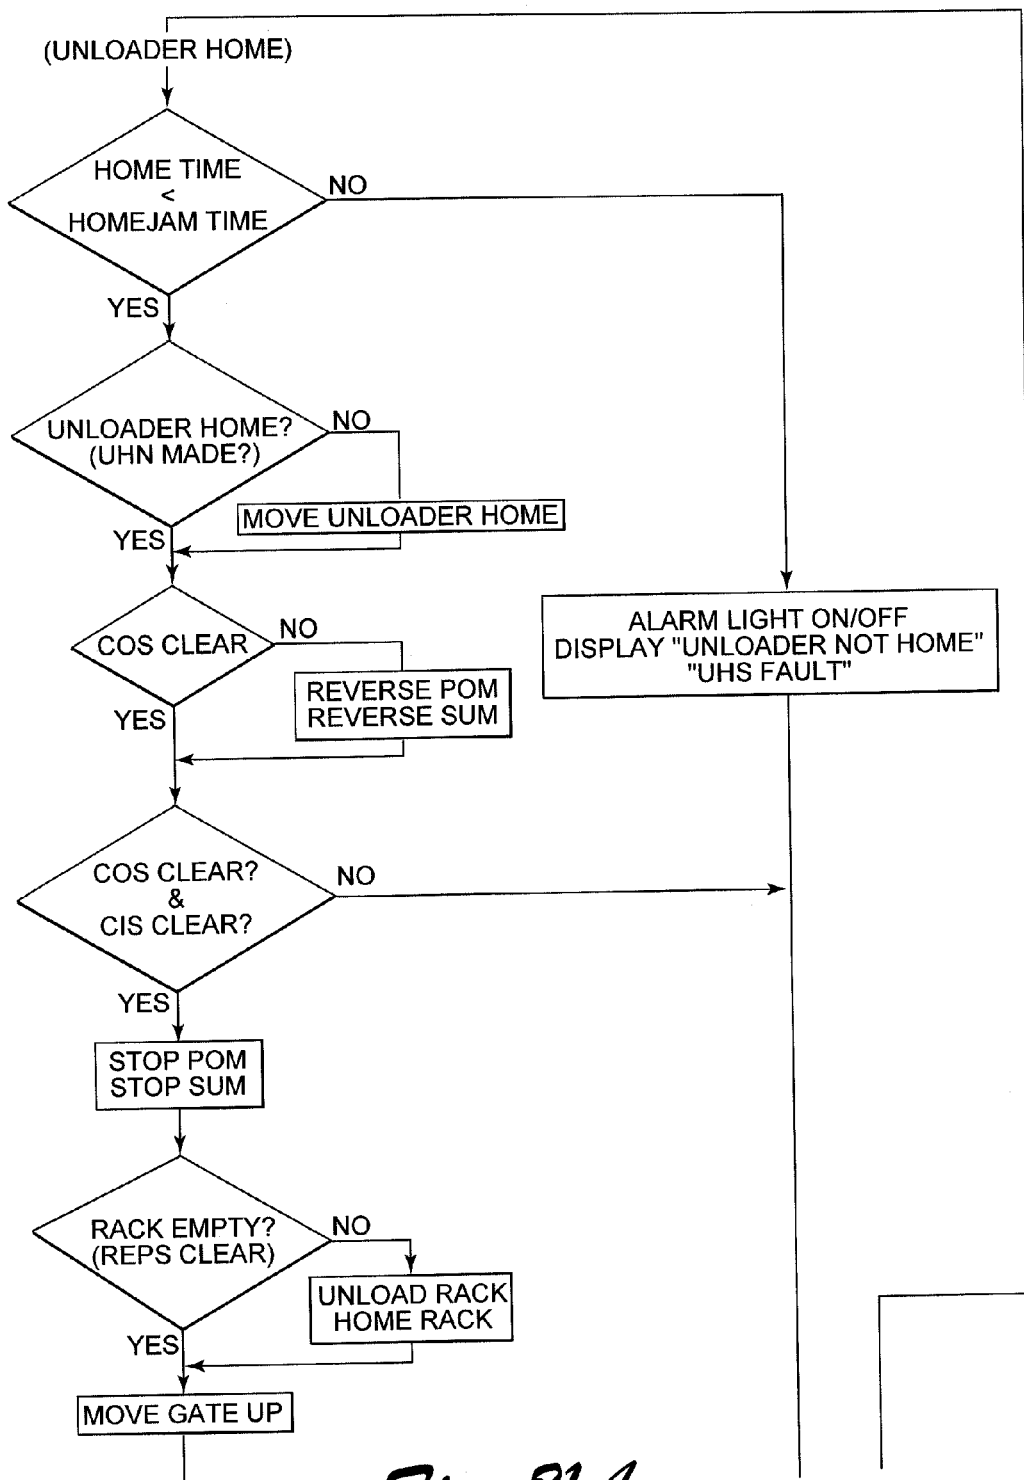 (UNLOADER HOME)
HOME TIME
<
HOMEJAM TIME
NO
YES
UNLOADER HOME?
(UHN MADE?)
NO
MOVE UNLOADER HOME
YES
COS CLEAR
NO
REVERSE POM
REVERSE SUM
YES
ALARM LIGHT ON/OFF
DISPLAY "UNLOADER NOT HOME"
"UHS FAULT"
COS CLEAR?
&
CIS CLEAR?
NO
YES
STOP POM
STOP SUM
RACK EMPTY?
(REPS CLEAR)
NO
UNLOAD RACK
HOME RACK
YES
MOVE GATE UP